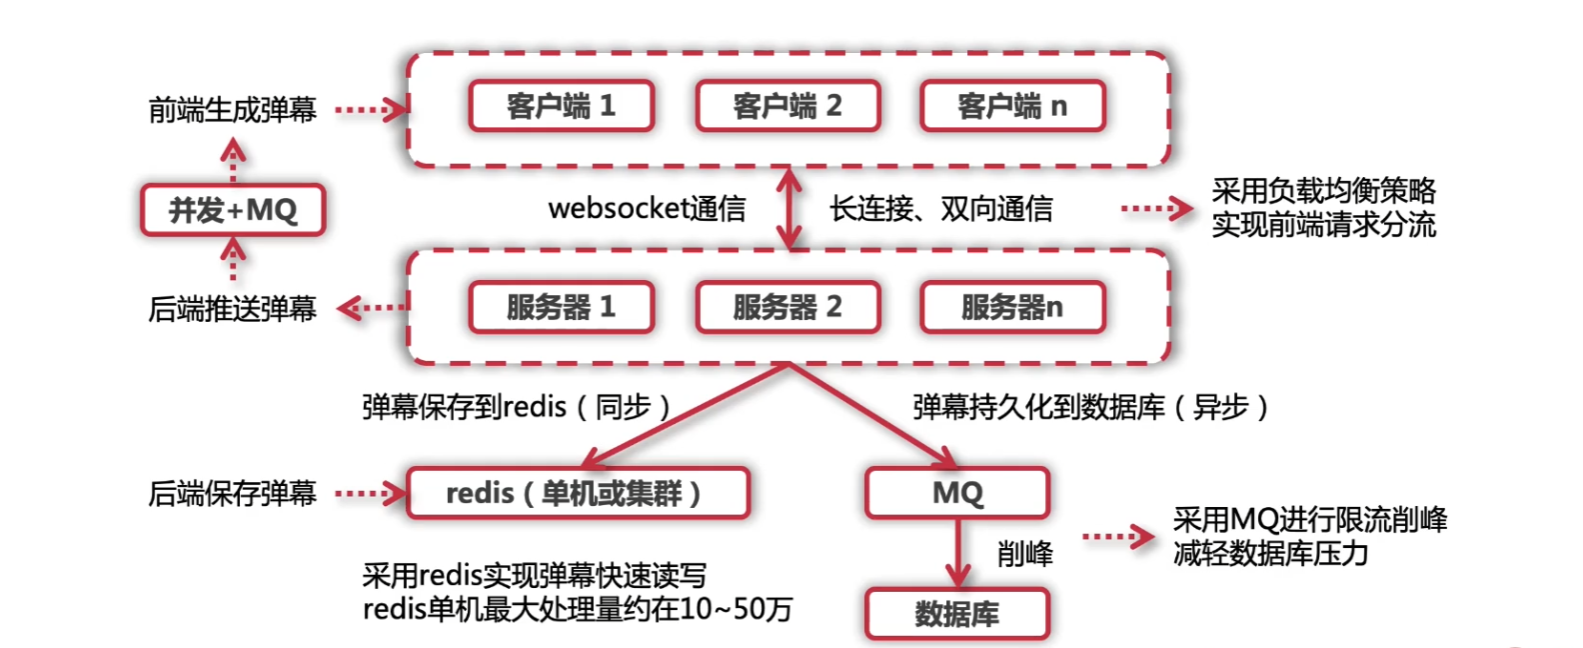 客户端 1
客户端 2
客户端 n
前端生成弹幕
并发+MQ
websocket通信
长连接、双向通信
采用负载均衡策略
实现前端请求分流
后端推送弹幕
服务器 1
服务器 2
服务器n
弹幕保存到redis（同步）
弹幕持久化到数据库（异步）
后端保存弹幕
redis（单机或集群）
MQ
采用MQ进行限流削峰
减轻数据库压力
削峰
采用redis实现弹幕快速读写
redis单机最大处理量约在10~50万
数据库